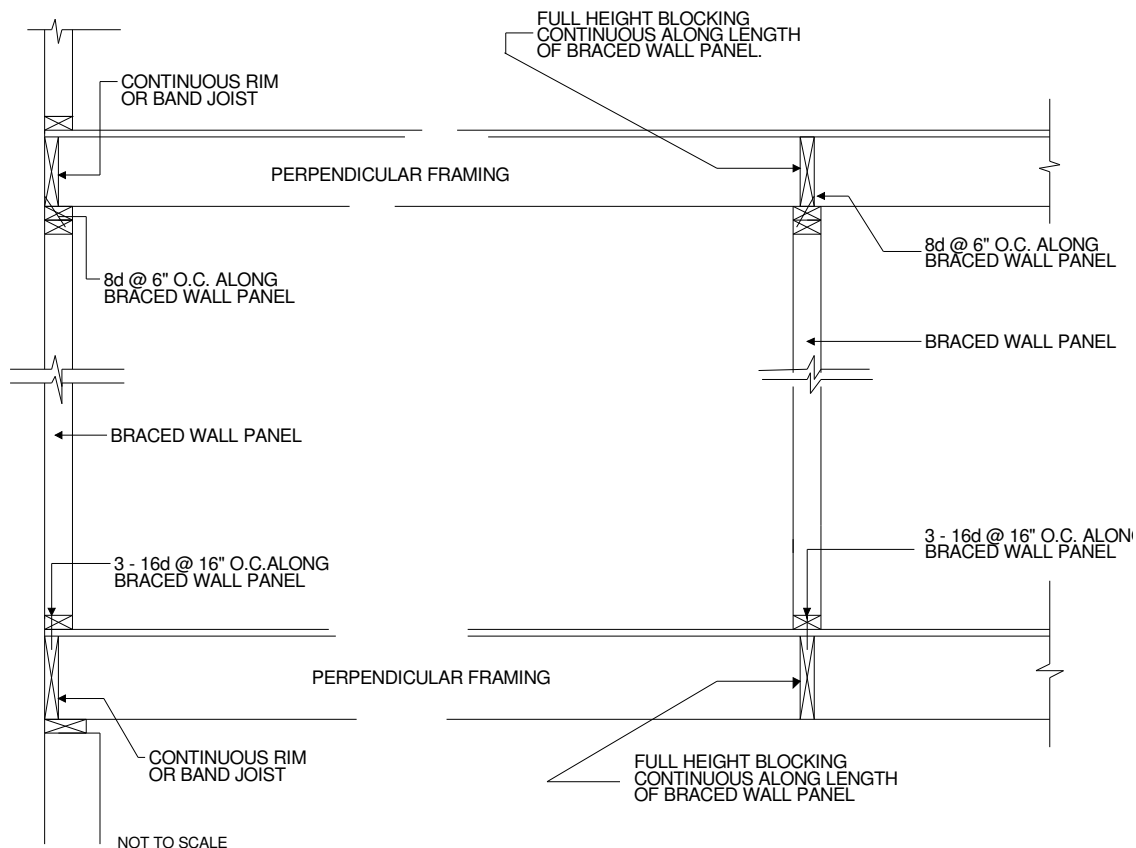 FULL HEIGHT BLOCKING
CONTINUOUS ALONG LENGTH
OF BRACED WALL PANEL.
CONTINUOUS RIM
OR BAND JOIST
PERPENDICULAR FRAMING
8d @ 6" O.C. ALONG
BRACED WALL PANEL
8d @ 6" O.C. ALONG
BRACED WALL PANEL
BRACED WALL PANEL
BRACED WALL PANEL
3 - 16d @ 16" O.C.ALONG
BRACED WALL PANEL
3 - 16d @ 16" O.C. ALON
BRACED WALL PANEL
PERPENDICULAR FRAMING
CONTINUOUS RIM
OR BAND JOIST
FULL HEIGHT BLOCKING
CONTINUOUS ALONG LENGTH
OF BRACED WALL PANEL
NOT TO SCALE